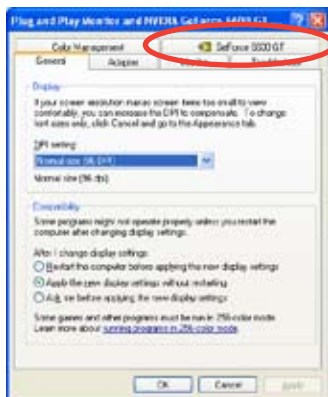 Plug and Play Monitor and NVIDIA GeForce 6600 GT
Color Management
GeForce 6600 GT
General
Adapter
Display
If your screen resolution makes screen items too small to view
comfortably, you can increase the DPI to compensate. To change
font sizes only, click Cancel and go to the Appearance tab.
DPI setting:
Normal size (96 DPI)
Normal size (96 dpi)
Compatibility
Some programs might not operate properly unless you restart the
computer after changing display settings.
After I change display settings:
Restart the computer before applying the new display settings
Apply the new display settings without restarting
Ask me before applying the new display settings
Some games and other programs must be run in 256-color mode.
Learn more about running programs in 256-color mode.
OK
Cancel
Apply